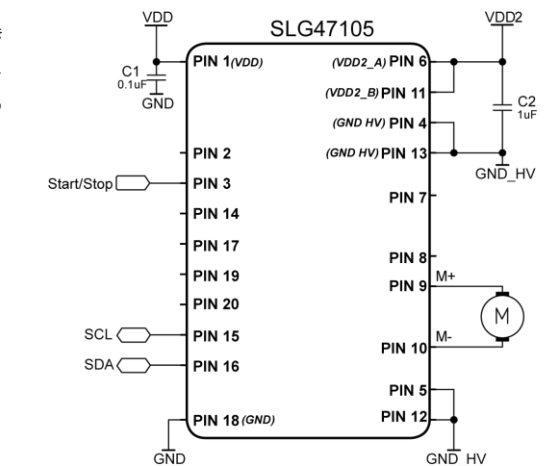 VDD
SLG47105
VDD2
PIN 1(VDD)
(VDD2_A) PIN 6
C1
0.1uF
GND
(VDD2_B) PIN 11
C2
1uF
(GND HV) PIN 4
PIN 2
(GND HV) PIN 13
GND_HV
Start/Stop
PIN 3
PIN 7
PIN 14
PIN 17
PIN 8
PIN 19
PIN 9
M+
PIN 20
M
SCL
PIN 15
PIN 10
M-
SDA
PIN 16
PIN 5
PIN 18 (GND)
PIN 12
GND
GND_HV